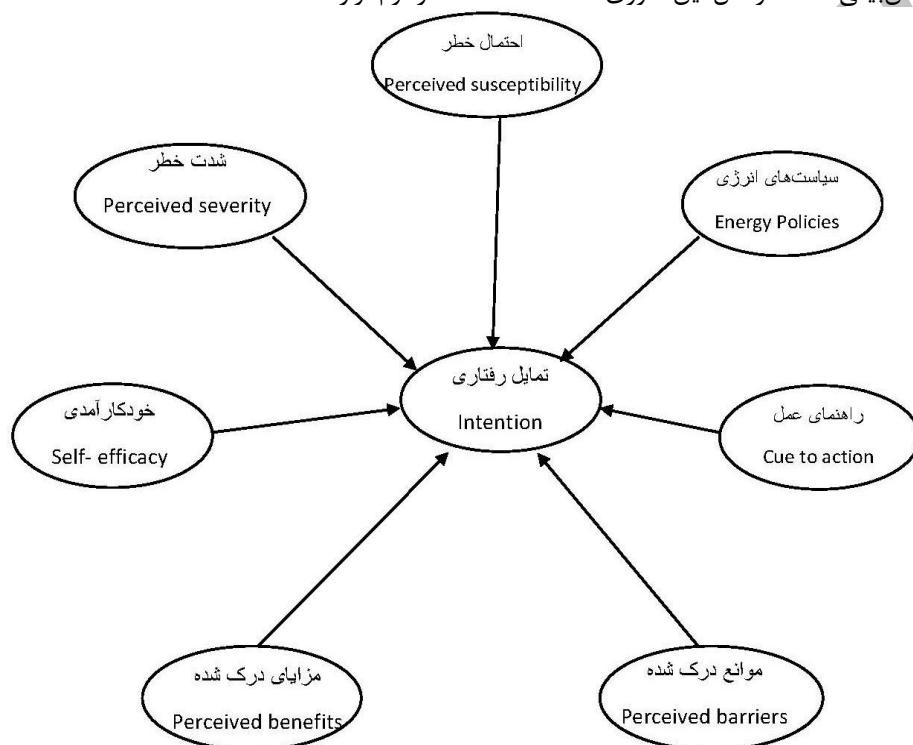 احتمال خطر
Perceived susceptibility
شدت خطر
Perceived severity
سیاست‌های انرژی
Energy Policies
تمایل رفتاری
Intention
خودکارآمدی
Self- efficacy
راهنمای عمل
Cue to action
مزایای درک شده
Perceived benefits
موانع درک شده
Perceived barriers